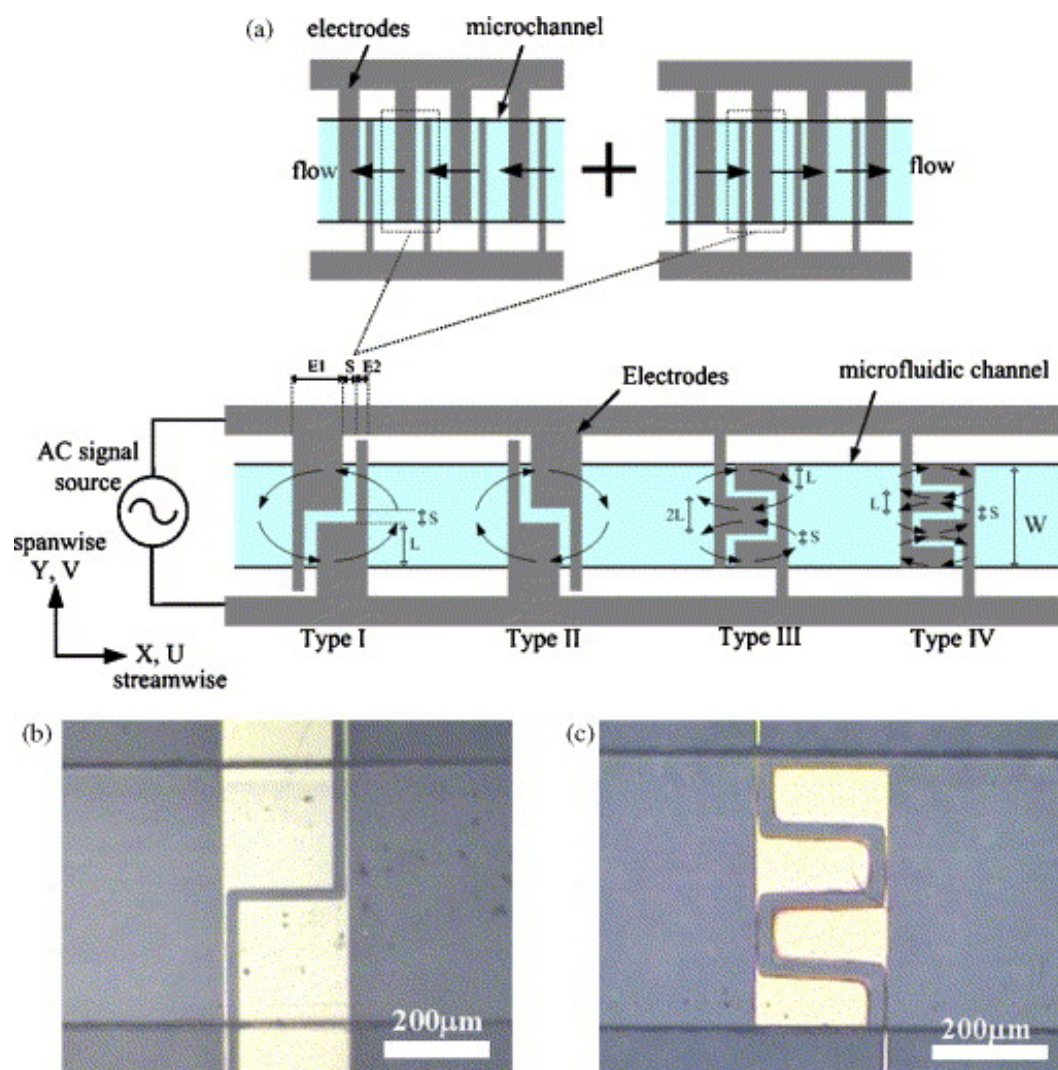 (a)
electrodes
microchannel
flow
flow
E1 S E2
Electrodes
microfluidic channel
AC signal
source
S
L
2L
L
S
L
S
W
spanwise
Y, V
X, U
streamwise
Type I
Type II
Type III
Type IV
(b)
200μm
(c)
200μm